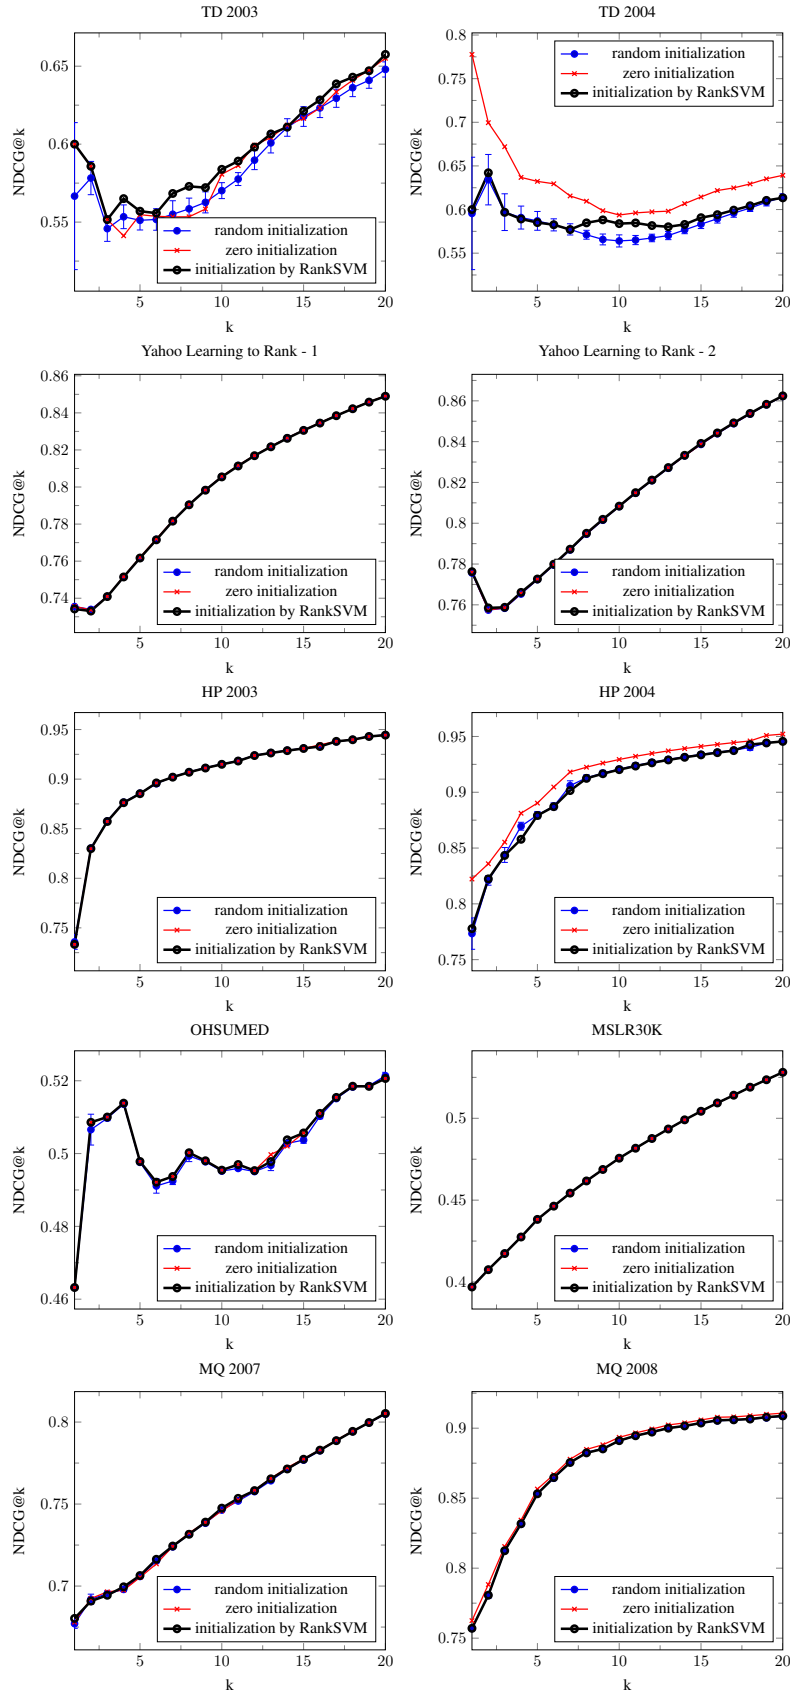 TD 2003
0.65
0.6
0.55
NDCG@k
random initialization
zero initialization
initialization by RankSVM
5
10
15
20
k
TD 2004
0.8
0.75
0.7
0.65
0.6
0.55
NDCG@k
random initialization
zero initialization
initialization by RankSVM
5
10
15
20
k
Yahoo Learning to Rank - 1
0.86
0.84
0.82
0.8
0.78
0.76
0.74
NDCG@k
random initialization
zero initialization
initialization by RankSVM
5
10
15
20
k
Yahoo Learning to Rank - 2
0.86
0.84
0.82
0.8
0.78
0.76
NDCG@k
random initialization
zero initialization
initialization by RankSVM
5
10
15
20
k
HP 2003
0.95
0.9
0.85
0.8
0.75
NDCG@k
random initialization
zero initialization
initialization by RankSVM
5
10
15
20
k
HP 2004
0.95
0.9
0.85
0.8
0.75
NDCG@k
random initialization
zero initialization
initialization by RankSVM
5
10
15
20
k
OHSUMED
0.52
0.5
0.48
0.46
NDCG@k
random initialization
zero initialization
initialization by RankSVM
5
10
15
20
k
MSLR30K
0.5
0.45
0.4
NDCG@k
random initialization
zero initialization
initialization by RankSVM
5
10
15
20
k
MQ 2007
0.8
0.75
0.7
NDCG@k
random initialization
zero initialization
initialization by RankSVM
5
10
15
20
k
MQ 2008
0.9
0.85
0.8
0.75
NDCG@k
random initialization
zero initialization
initialization by RankSVM
5
10
15
20
k